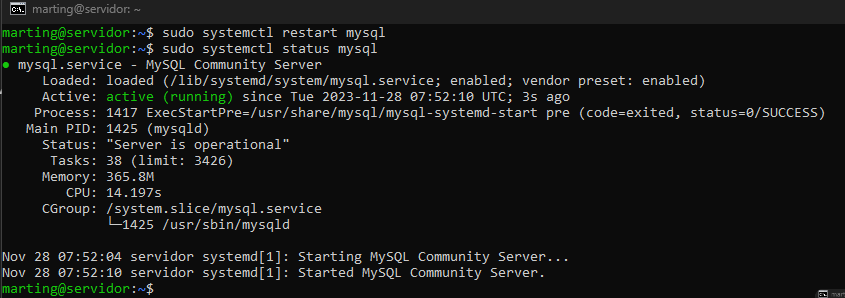 marting@servidor: ~
marting@servidor:~$ sudo systemctl restart mysql
marting@servidor:~$ sudo systemctl status mysql
● mysql.service - MySQL Community Server
     Loaded: loaded (/lib/systemd/system/mysql.service; enabled; vendor preset: enabled)
     Active: active (running) since Tue 2023-11-28 07:52:10 UTC; 3s ago
    Process: 1417 ExecStartPre=/usr/share/mysql/mysql-systemd-start pre (code=exited, status=0/SUCCESS)
   Main PID: 1425 (mysqld)
     Status: "Server is operational"
      Tasks: 38 (limit: 3426)
     Memory: 365.8M
        CPU: 14.197s
     CGroup: /system.slice/mysql.service
             └─1425 /usr/sbin/mysqld
Nov 28 07:52:04 servidor systemd[1]: Starting MySQL Community Server...
Nov 28 07:52:10 servidor systemd[1]: Started MySQL Community Server.
marting@servidor:~$